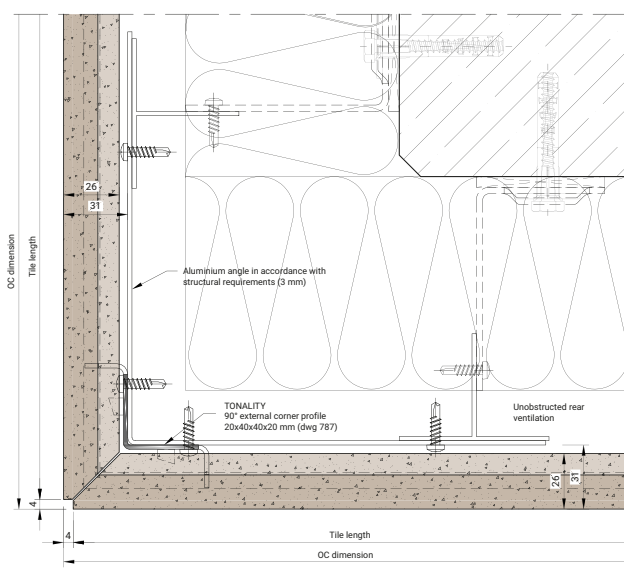 26
31
OC dimension
Tile length
Aluminium angle in accordance with
structural requirements (3 mm)
TONALITY
90° external corner profile
20x40x40x20 mm (dwg 787)
Unobstructed rear
ventilation
26
31
4
4
Tile length
OC dimension